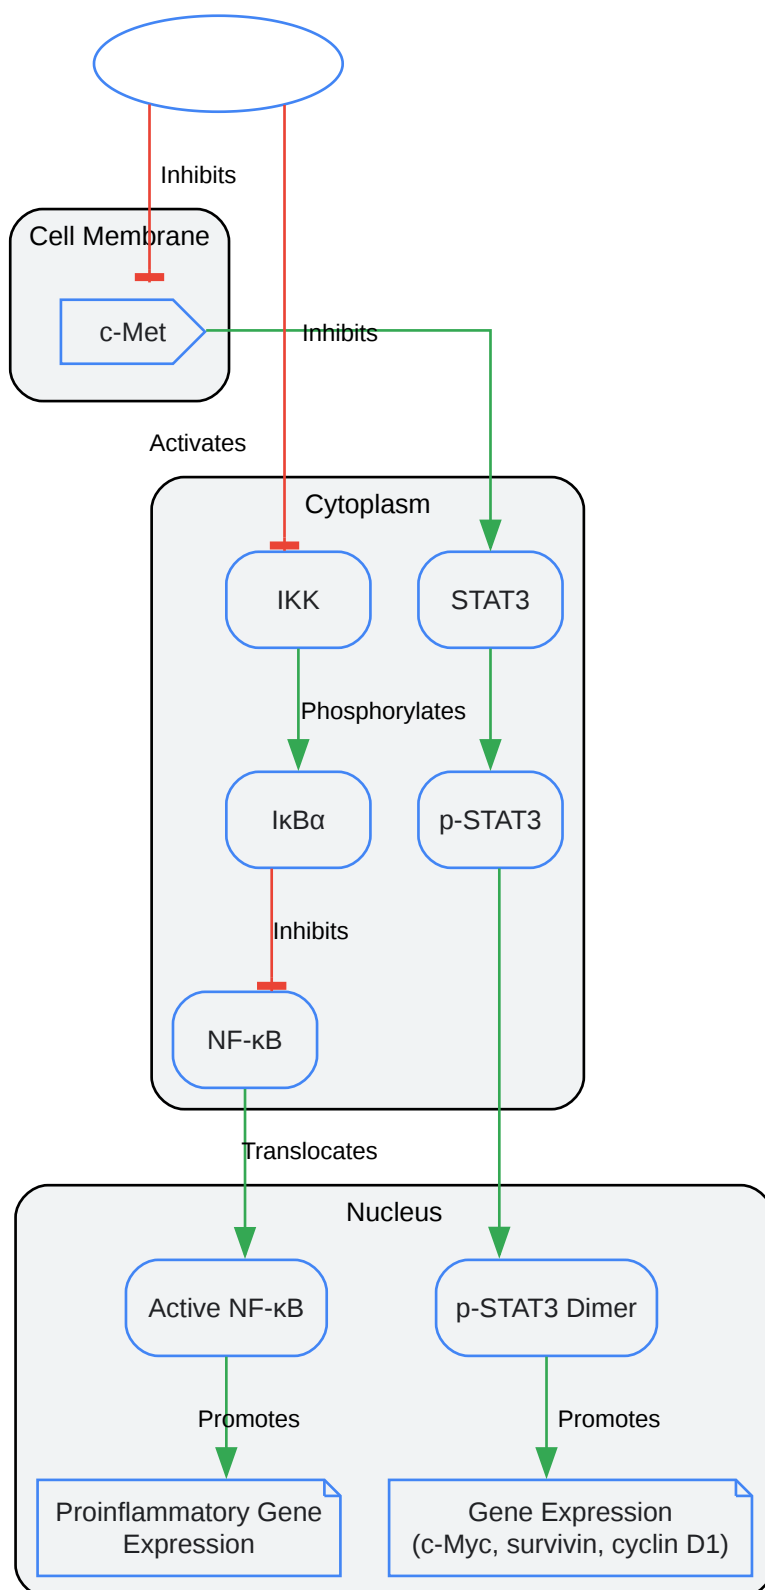 Inhibits
Cell Membrane
c-Met
Inhibits
Activates
Cytoplasm
IKK
STAT3
Phosphorylates
IκBα
p-STAT3
Inhibits
NF-κB
Translocates
Nucleus
Active NF-κB
p-STAT3 Dimer
Promotes
Promotes
Proinflammatory Gene
Expression
Gene Expression
(c-Myc, survivin, cyclin D1)